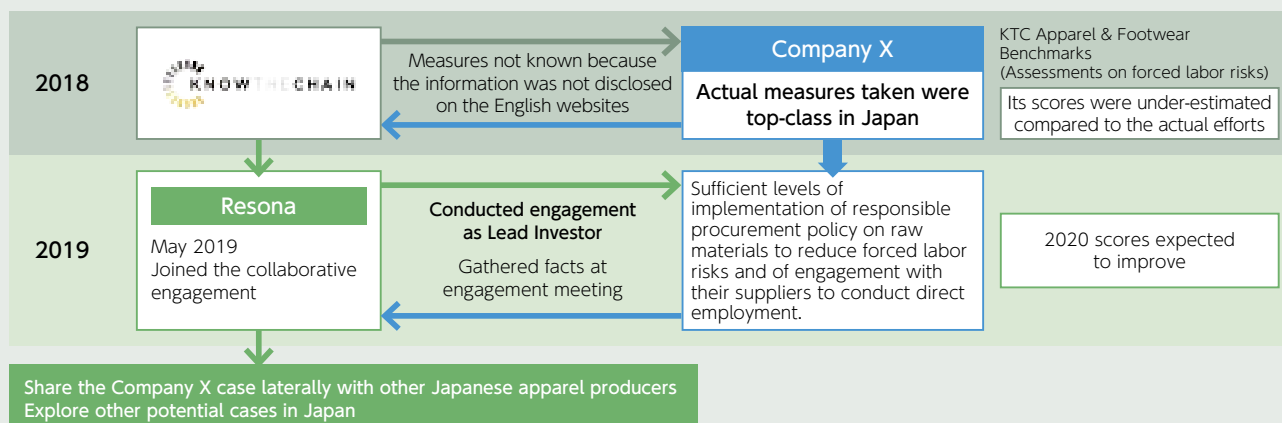 2018
KNOWTHECHAIN
Measures not known because
the information was not disclosed
on the English websites
Company X
Actual measures taken were
top-class in Japan
KTC Apparel & Footwear
Benchmarks
(Assessments on forced labor risks)
Its scores were under-estimated
compared to the actual efforts
2019
Resona
May 2019
Joined the collaborative
engagement
Conducted engagement
as Lead Investor
Gathered facts at
engagement meeting
Sufficient levels of
implementation of responsible
procurement policy on raw
materials to reduce forced labor
risks and of engagement with
their suppliers to conduct direct
employment.
2020 scores expected
to improve
Share the Company X case laterally with other Japanese apparel producers
Explore other potential cases in Japan